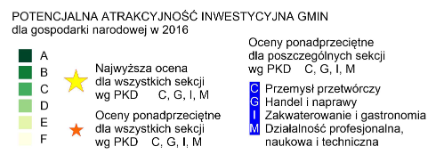 POTENCJALNA ATRAKCYJNOŚĆ INWESTYCYJNA GMIN
dla gospodarki narodowej w 2016
A
B
C
D
E
F
Najwyższa ocena
dla wszystkich sekcji
wg PKD C, G, I, M
Oceny ponadprzeciętne
dla wszystkich sekcji
wg PKD C, G, I, M
Oceny ponadprzeciętne
dla poszczególnych sekcji
wg PKD C, G, I, M
C Przemysł przetwórczy
G Handel i naprawy
I Zakwaterowanie i gastronomia
M Działalność profesjonalna,
naukowa i techniczna